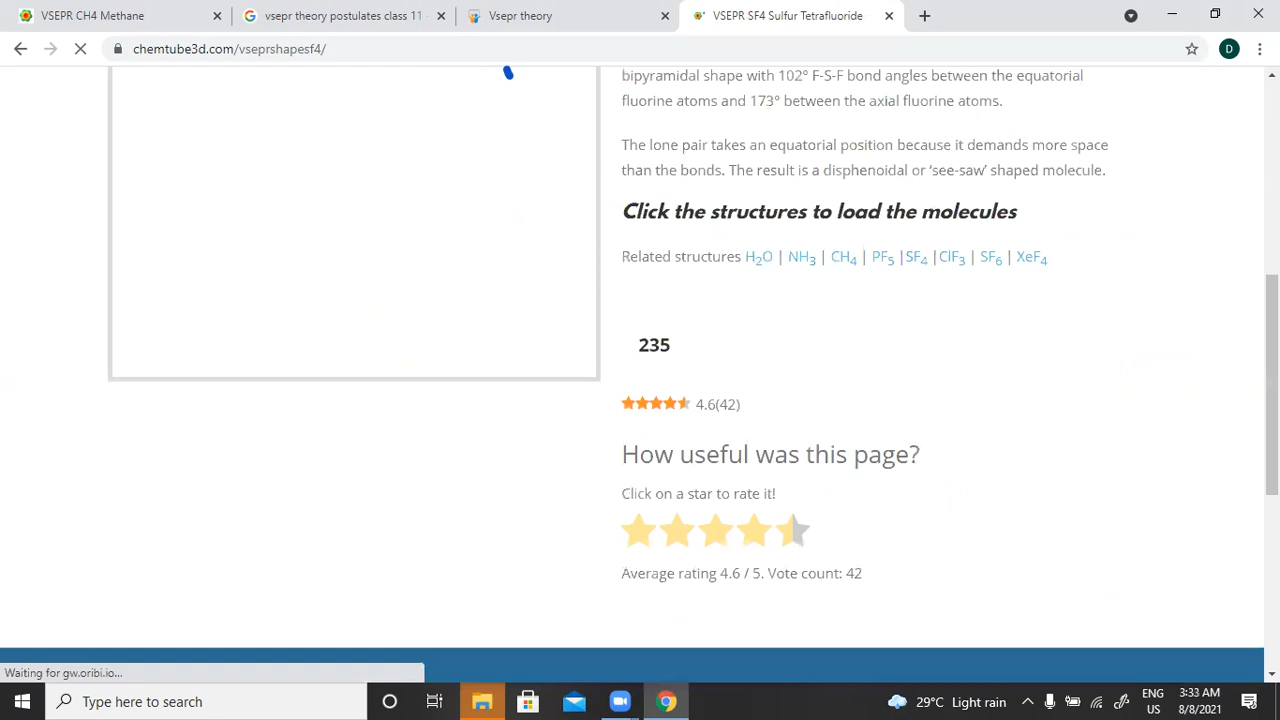 VSEPR CH4 Methane
vsepr theory postulates class 11 -
Vsepr theory
VSEPR SF4 Sulfur Tetrafluoride
chemtube3d.com/vseprshapesf4/
D
bipyramidal shape with 102° F-S-F bond angles between the equatorial
fluorine atoms and 173° between the axial fluorine atoms.
The lone pair takes an equatorial position because it demands more space
than the bonds. The result is a disphenoidal or ‘see-saw’ shaped molecule.
Click the structures to load the molecules
Related structures H₂O | NH₃ | CH₄ | PF₅ |SF₄ |ClF₃ | SF₆ | XeF₄
235
4.6(42)
How useful was this page?
Click on a star to rate it!
Average rating 4.6 / 5. Vote count: 42
Waiting for gw.oribi.io...
Type here to search
29°C Light rain
ENG
US
3:33 AM
8/8/2021